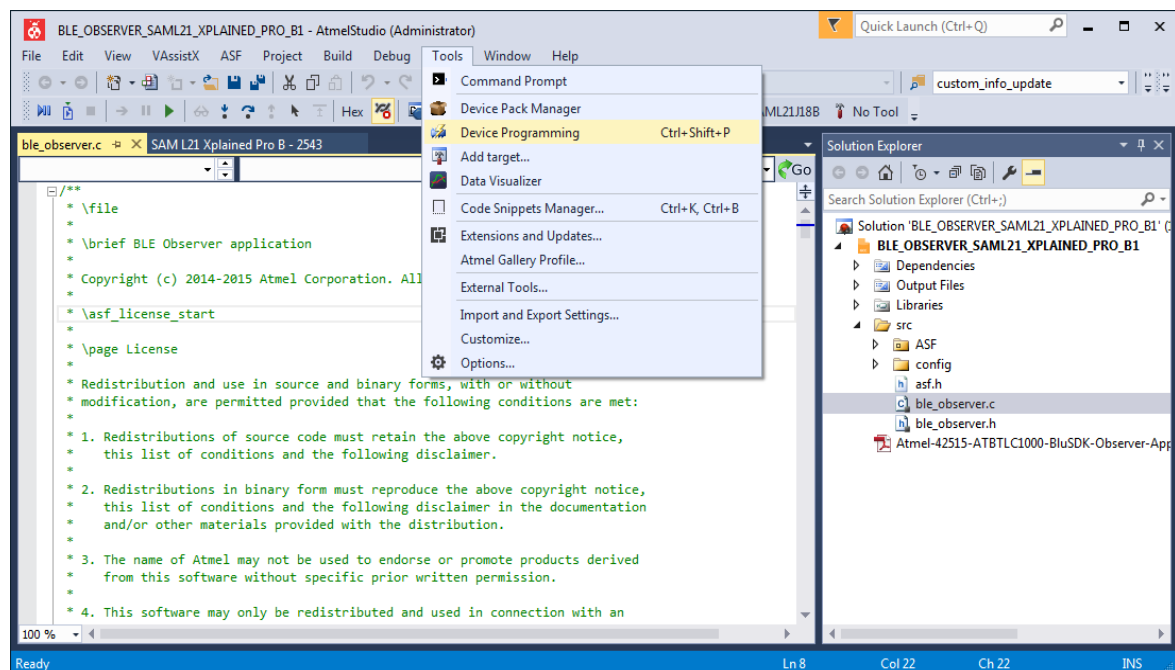 BLE_OBSERVER_SAML21_XPLAINED_PRO_B1 - AtmelStudio (Administrator)
Quick Launch (Ctrl+Q)
File Edit View VAssistX ASF Project Build Debug Tools Window Help
custom_info_update
Hex
No Tool
Command Prompt
Device Pack Manager
Device Programming Ctrl+Shift+P
Add target...
Data Visualizer
Code Snippets Manager... Ctrl+K, Ctrl+B
Extensions and Updates...
Atmel Gallery Profile...
External Tools...
Import and Export Settings...
Customize...
Options...
ble_observer.c SAM L21 Xplained Pro B - 2543
Go
/**
* \file
*
* \brief BLE Observer application
*
* Copyright (c) 2014-2015 Atmel Corporation. All
*
* \asf_license_start
*
* \page License
*
* Redistribution and use in source and binary forms, with or without
* modification, are permitted provided that the following conditions are met:
*
* 1. Redistributions of source code must retain the above copyright notice,
* this list of conditions and the following disclaimer.
*
* 2. Redistributions in binary form must reproduce the above copyright notice,
* this list of conditions and the following disclaimer in the documentation
* and/or other materials provided with the distribution.
*
* 3. The name of Atmel may not be used to endorse or promote products derived
* from this software without specific prior written permission.
*
* 4. This software may only be redistributed and used in connection with an
100 %
Solution Explorer
Search Solution Explorer (Ctrl+;)
Solution 'BLE_OBSERVER_SAML21_XPLAINED_PRO_B1'
BLE_OBSERVER_SAML21_XPLAINED_PRO_B1
Dependencies
Output Files
Libraries
src
ASF
config
asf.h
ble_observer.c
ble_observer.h
Atmel-42515-ATBTLC1000-BluSDK-Observer-App
Ready Ln 8 Col 22 Ch 22 INS